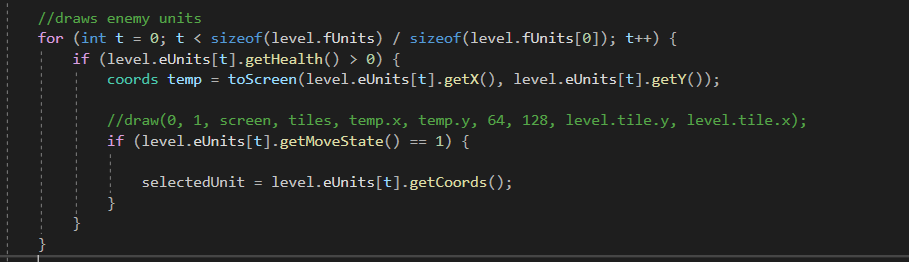 //draws enemy units
for (int t = 0; t < sizeof(level.fUnits) / sizeof(level.fUnits[0]); t++) {
if (level.eUnits[t].getHealth() > 0) {
coords temp = toScreen(level.eUnits[t].getX(), level.eUnits[t].getY());
//draw(0, 1, screen, tiles, temp.x, temp.y, 64, 128, level.tile.y, level.tile.x);
if (level.eUnits[t].getMoveState() == 1) {
selectedUnit = level.eUnits[t].getCoords();
}
}
}